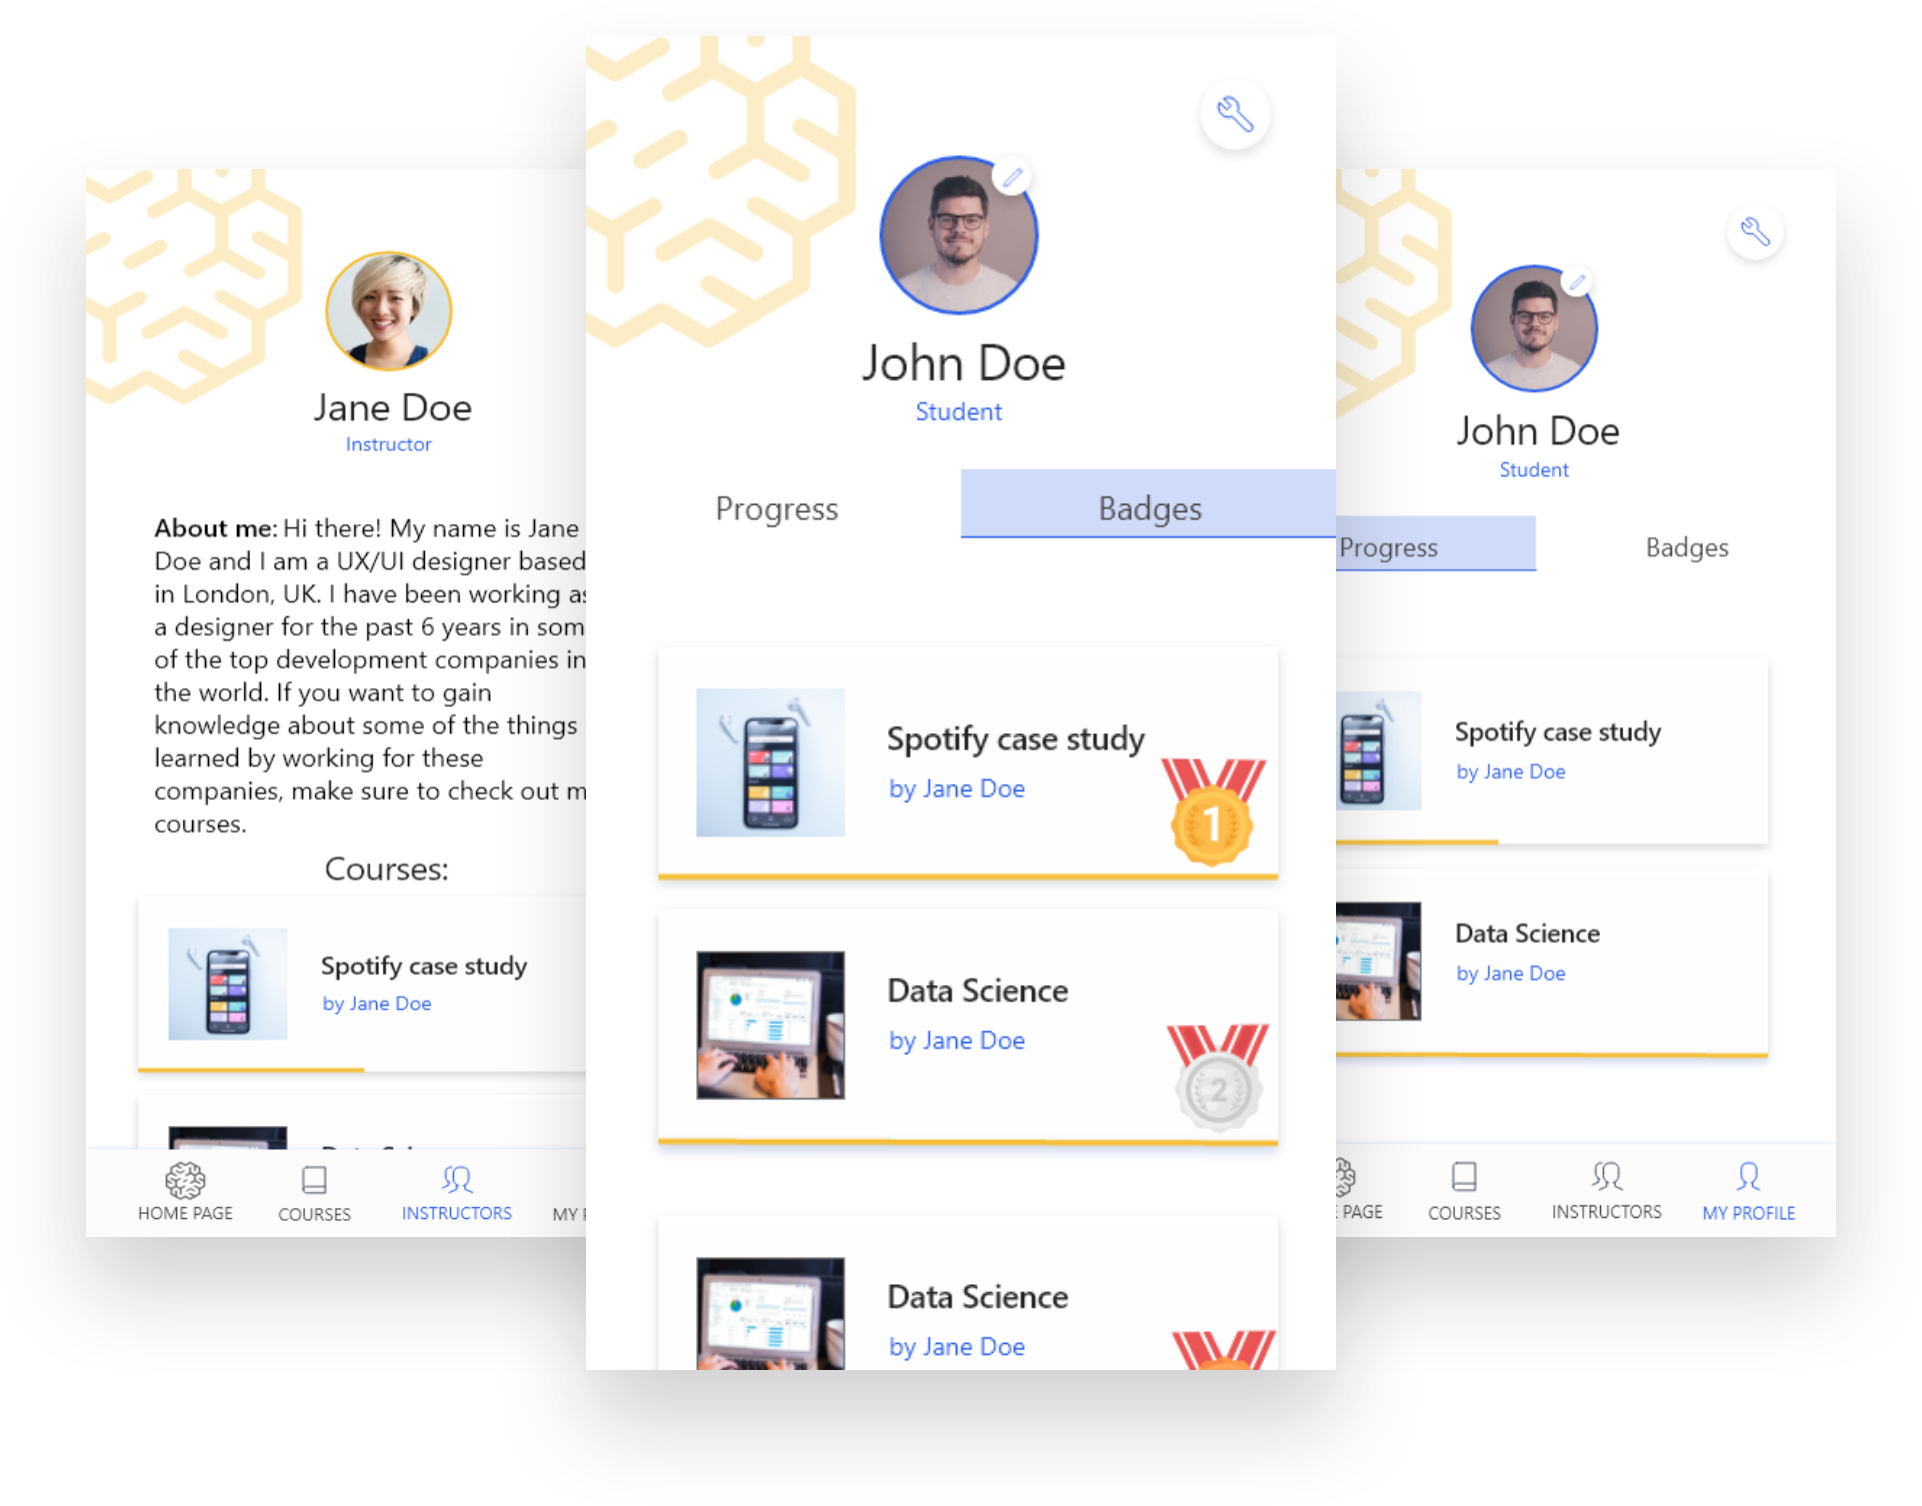 Jane Doe
Instructor
About me: Hi there! My name is Jane
Doe and I am a UX/UI designer based
in London, UK. I have been working as
a designer for the past 6 years in som
of the top development companies in
the world. If you want to gain
knowledge about some of the things
learned by working for these
companies, make sure to check out m
courses.
Courses:
Spotify case study
by Jane Doe
HOME PAGE
COURSES
INSTRUCTORS
MY
John Doe
Student
Progress
Badges
Spotify case study
by Jane Doe
1
Data Science
by Jane Doe
2
Data Science
by Jane Doe
John Doe
Student
Progress
Badges
Spotify case study
by Jane Doe
Data Science
by Jane Doe
PAGE
COURSES
INSTRUCTORS
MY PROFILE